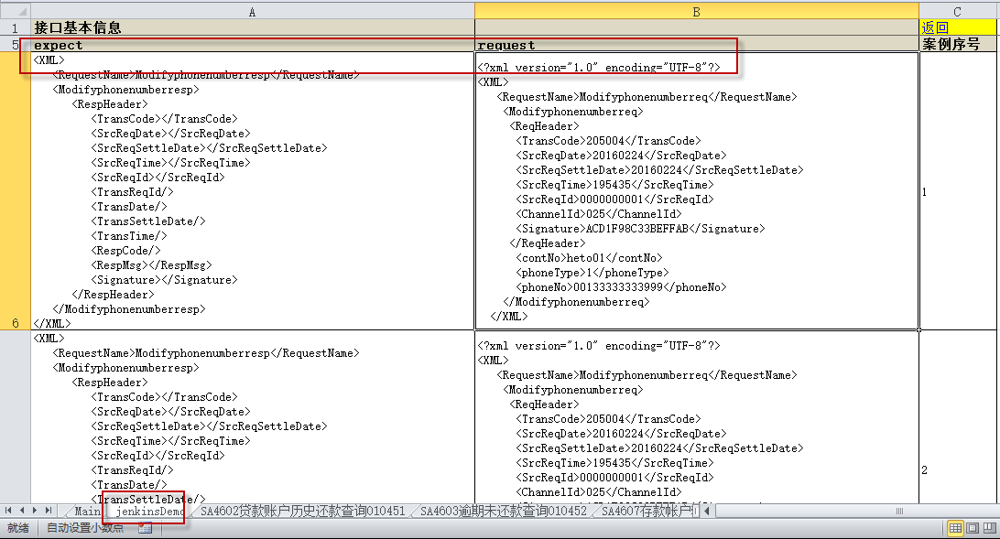 A B C
1 接口基本信息 返回
5 expect request 案例序号
<XML>
<RequestName>Modifyphonenumberresp</RequestName>
<Modifyphonenumberresp>
<RespHeader>
<TransCode></TransCode>
<SrcReqDate></SrcReqDate>
<SrcReqSettleDate></SrcReqSettleDate>
<SrcReqTime></SrcReqTime>
<SrcReqId></SrcReqId>
<TransReqId/>
<TransDate/>
<TransSettleDate/>
<TransTime/>
<RespCode/>
<RespMsg></RespMsg>
<Signature></Signature>
</RespHeader>
</Modifyphonenumberresp>
6 </XML>
<?xml version="1.0" encoding="UTF-8"?>
<XML>
<RequestName>Modifyphonenumberreq</RequestName>
<Modifyphonenumberreq>
<ReqHeader>
<TransCode>205004</TransCode>
<SrcReqDate>20160224</SrcReqDate>
<SrcReqSettleDate>20160224</SrcReqSettleDate>
<SrcReqTime>195435</SrcReqTime>
<SrcReqId>0000000001</SrcReqId>
<ChannelId>025</ChannelId>
<Signature>ACD1F98C33BEFFAB</Signature>
</ReqHeader>
<contNo>heto01</contNo>
<phoneType>1</phoneType>
<phoneNo>00133333333999</phoneNo>
</Modifyphonenumberreq>
</XML>
1
<XML>
<RequestName>Modifyphonenumberresp</RequestName>
<Modifyphonenumberresp>
<RespHeader>
<TransCode></TransCode>
<SrcReqDate></SrcReqDate>
<SrcReqSettleDate></SrcReqSettleDate>
<SrcReqTime></SrcReqTime>
<SrcReqId></SrcReqId>
<TransReqId/>
<TransDate/>
<TransSettleDate/>
<?xml version="1.0" encoding="UTF-8"?>
<XML>
<RequestName>Modifyphonenumberreq</RequestName>
<Modifyphonenumberreq>
<ReqHeader>
<TransCode>205004</TransCode>
<SrcReqDate>20160224</SrcReqDate>
<SrcReqSettleDate>20160224</SrcReqSettleDate>
<SrcReqTime>195435</SrcReqTime>
<SrcReqId>0000000001</SrcReqId>
<ChannelId>025</ChannelId>
2
Main jenkinsDemo SA4602贷款账户历史还款查询010451 SA4603逾期未还款查询010452 SA4607存款帐户
就绪 自动设置小数点